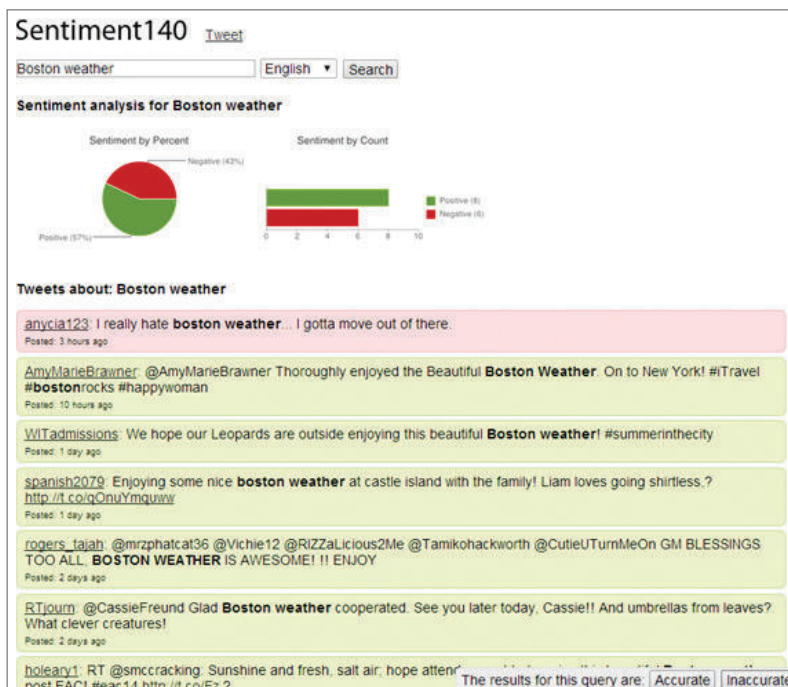 Sentiment140 Tweet
Boston weather English Search
Sentiment analysis for Boston weather
Sentiment by Percent
Negative (43%)
Positive (57%)
Sentiment by Count
Positive (8)
Negative (6)
0 2 4 6 8 10
Tweets about: Boston weather
anycia123: I really hate boston weather... I gotta move out of there.
Posted: 3 hours ago
AmyMarieBrawner: @AmyMarieBrawner Thoroughly enjoyed the Beautiful Boston Weather. On to New York! #iTravel
#bostonrocks #happywoman
Posted: 10 hours ago
WITadmissions: We hope our Leopards are outside enjoying this beautiful Boston weather! #summerinthecity
Posted: 1 day ago
spanish2079: Enjoying some nice boston weather at castle island with the family! Liam loves going shirtless,?
http://t.co/qOnuYmquww
Posted: 1 day ago
rogers_tajah: @mrzphatcat36 @Vichie12 @RIZZaLicious2Me @Tamikohackworth @CutieUTurnMeOn GM BLESSINGS
TOO ALL, BOSTON WEATHER IS AWESOME! !! ENJOY
Posted: 2 days ago
RTjourn: @CassieFreund Glad Boston weather cooperated. See you later today, Cassie!! And umbrellas from leaves?
What clever creatures!
Posted: 2 days ago
holeary1: RT @smccracking: Sunshine and fresh, salt air; hope
The results for this query are: Accurate Inaccurate